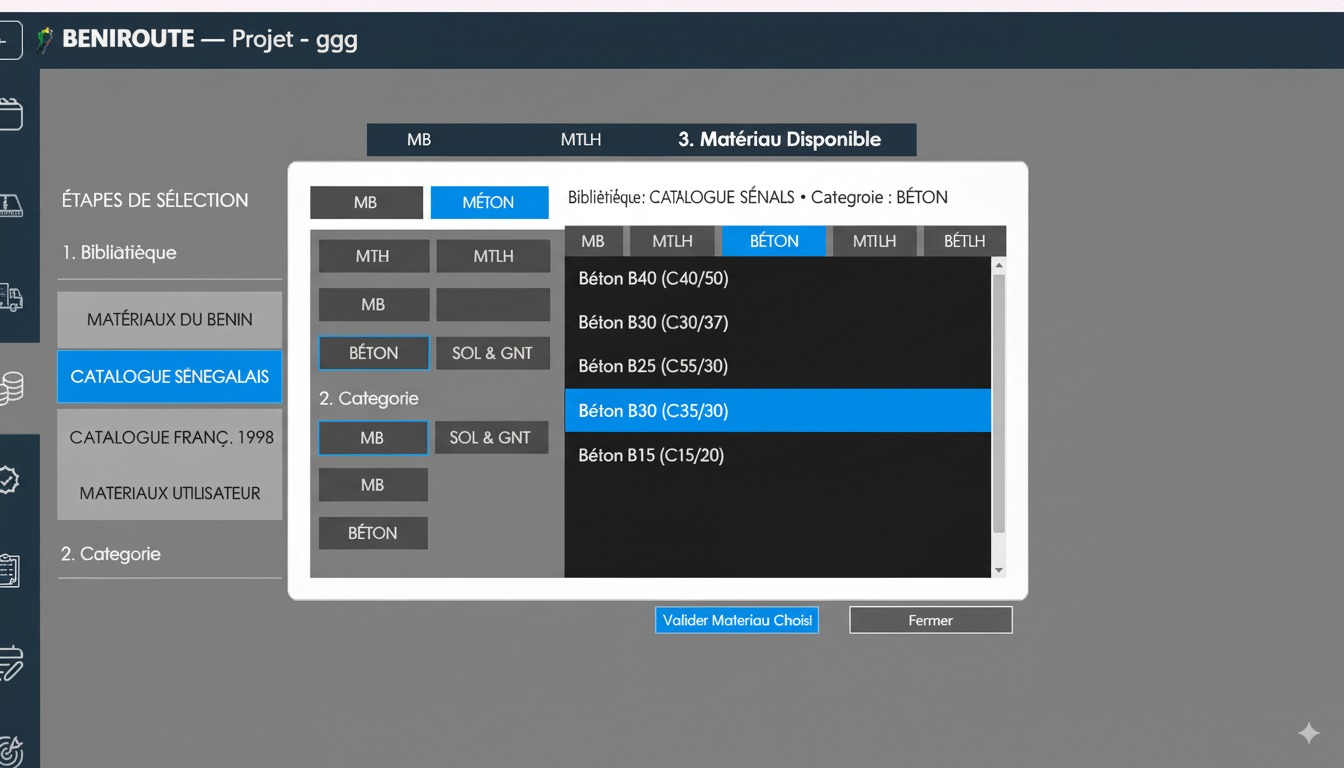 BENIROUTE — Projet - ggg
MB MTLH 3. Matériau Disponible
ÉTAPES DE SÉLECTION
1. Bibliàtièque
MATÉRIAUX DU BENIN
CATALOGUE SÉNEGALAIS
CATALOGUE FRANÇ. 1998
MATERIAUX UTILISATEUR
2. Categorie
MB MÉTON
MTH MTLH
MB
BÉTON SOL & GNT
2. Categorie
MB SOL & GNT
MB
BÉTON
CATALOGUE SÉNALS • Categroie : BÉTON
MB MTLH BÉTON MTILH BÉTLH
Béton B40 (C40/50)
Béton B30 (C30/37)
Béton B25 (C55/30)
Béton B30 (C35/30)
Béton B15 (C15/20)
Valider Materiau Choisi Fermer